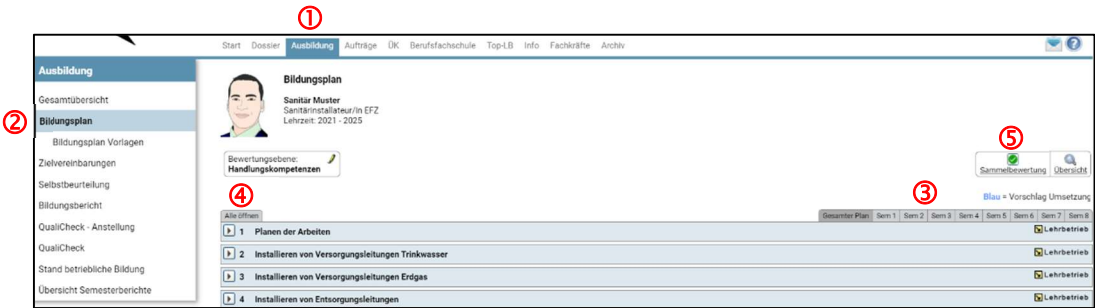 ①
Start Dossier Ausbildung Aufträge ÜK Berufsfachschule Top-LB Info Fachkräfte Archiv
Ausbildung
Gesamtübersicht
② Bildungsplan
Bildungsplan Vorlagen
Zielvereinbarungen
Selbstbeurteilung
Bildungsbericht
QualiCheck - Anstellung
QualiCheck
Stand betriebliche Bildung
Übersicht Semesterberichte
Bildungsplan
Sanitär Muster
Sanitärinstallateur/in EFZ
Lehrzeit: 2021 - 2025
Bewertungsebene:
Handlungskompetenzen
⑤
Sammelbewertung Übersicht
④ ③
Blau = Vorschlag Umsetzung
Alle öffnen Gesamter Plan Sem 1 Sem 2 Sem 3 Sem 4 Sem 5 Sem 6 Sem 7 Sem 8
1 Planen der Arbeiten Lehrbetrieb
2 Installieren von Versorgungsleitungen Trinkwasser Lehrbetrieb
3 Installieren von Versorgungsleitungen Erdgas Lehrbetrieb
4 Installieren von Entsorgungsleitungen Lehrbetrieb